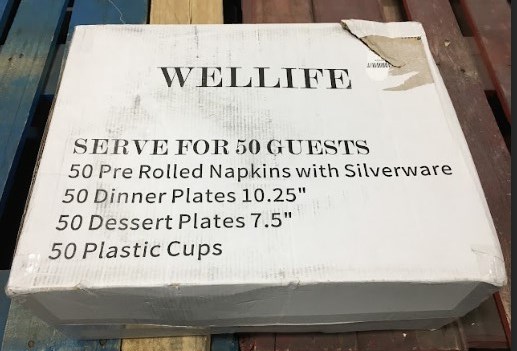 WELLIFE
SERVE FOR 50 GUESTS
50 Pre Rolled Napkins with Silverware
50 Dinner Plates 10.25"
50 Dessert Plates 7.5"
50 Plastic Cups